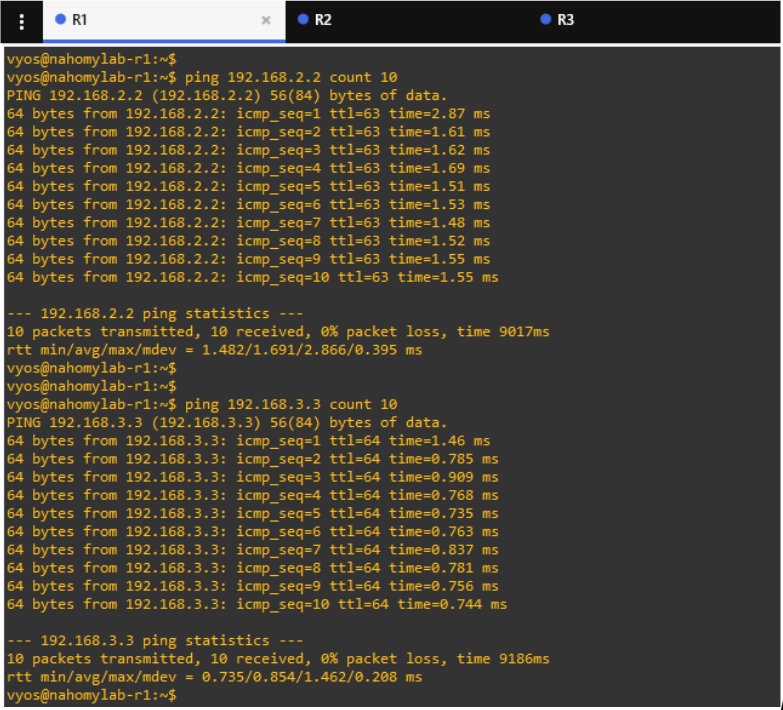 R1
R2
R3
vyos@nahomylab-r1:~$
vyos@nahomylab-r1:~$ ping 192.168.2.2 count 10
PING 192.168.2.2 (192.168.2.2) 56(84) bytes of data.
64 bytes from 192.168.2.2: icmp_seq=1 ttl=63 time=2.87 ms
64 bytes from 192.168.2.2: icmp_seq=2 ttl=63 time=1.61 ms
64 bytes from 192.168.2.2: icmp_seq=3 ttl=63 time=1.62 ms
64 bytes from 192.168.2.2: icmp_seq=4 ttl=63 time=1.69 ms
64 bytes from 192.168.2.2: icmp_seq=5 ttl=63 time=1.51 ms
64 bytes from 192.168.2.2: icmp_seq=6 ttl=63 time=1.53 ms
64 bytes from 192.168.2.2: icmp_seq=7 ttl=63 time=1.48 ms
64 bytes from 192.168.2.2: icmp_seq=8 ttl=63 time=1.52 ms
64 bytes from 192.168.2.2: icmp_seq=9 ttl=63 time=1.55 ms
64 bytes from 192.168.2.2: icmp_seq=10 ttl=63 time=1.55 ms
--- 192.168.2.2 ping statistics ---
10 packets transmitted, 10 received, 0% packet loss, time 9017ms
rtt min/avg/max/mdev = 1.482/1.691/2.866/0.395 ms
vyos@nahomylab-r1:~$
vyos@nahomylab-r1:~$
vyos@nahomylab-r1:~$ ping 192.168.3.3 count 10
PING 192.168.3.3 (192.168.3.3) 56(84) bytes of data.
64 bytes from 192.168.3.3: icmp_seq=1 ttl=64 time=1.46 ms
64 bytes from 192.168.3.3: icmp_seq=2 ttl=64 time=0.785 ms
64 bytes from 192.168.3.3: icmp_seq=3 ttl=64 time=0.909 ms
64 bytes from 192.168.3.3: icmp_seq=4 ttl=64 time=0.768 ms
64 bytes from 192.168.3.3: icmp_seq=5 ttl=64 time=0.735 ms
64 bytes from 192.168.3.3: icmp_seq=6 ttl=64 time=0.763 ms
64 bytes from 192.168.3.3: icmp_seq=7 ttl=64 time=0.837 ms
64 bytes from 192.168.3.3: icmp_seq=8 ttl=64 time=0.781 ms
64 bytes from 192.168.3.3: icmp_seq=9 ttl=64 time=0.756 ms
64 bytes from 192.168.3.3: icmp_seq=10 ttl=64 time=0.744 ms
--- 192.168.3.3 ping statistics ---
10 packets transmitted, 10 received, 0% packet loss, time 9186ms
rtt min/avg/max/mdev = 0.735/0.854/1.462/0.208 ms
vyos@nahomylab-r1:~$